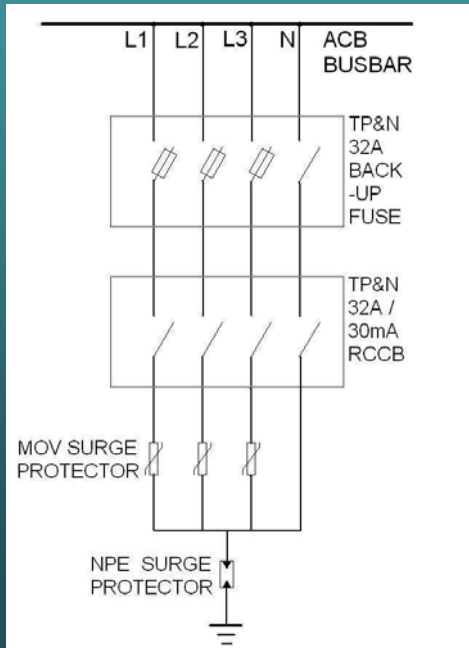 L1 L2 L3 N ACB
BUSBAR
TP&N
32A
BACK
-UP
FUSE
TP&N
32A /
30mA
RCCB
MOV SURGE
PROTECTOR
NPE SURGE
PROTECTOR